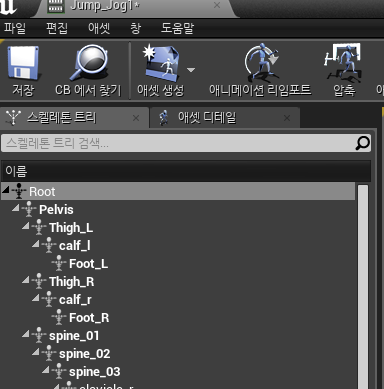 Jump_Jog1*
파일 편집 애셋 창 도움말
저장 CB 에서 찾기 애셋 생성 애니메이션 리임포트 압축
스켈레톤 트리 애셋 디테일
스켈레톤 트리 검색...
이름
Root
Pelvis
Thigh_L
calf_l
Foot_L
Thigh_R
calf_r
Foot_R
spine_01
spine_02
spine_03
clavicle_r